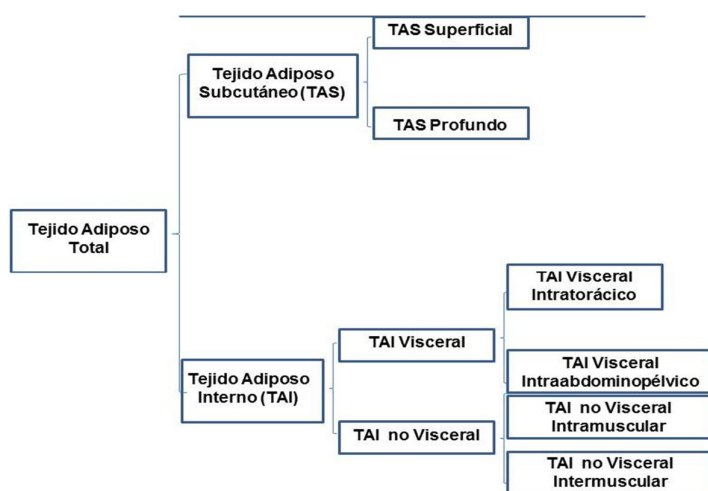 TAS Superficial
Tejido Adiposo
Subcutáneo (TAS)
TAS Profundo
Tejido Adiposo
Total
TAI Visceral
Intratorácico
TAI Visceral
TAI Visceral
Intraabdominopélvico
Tejido Adiposo
Interno (TAI)
TAI no Visceral
TAI no Visceral
Intramuscular
TAI no Visceral
Intermuscular